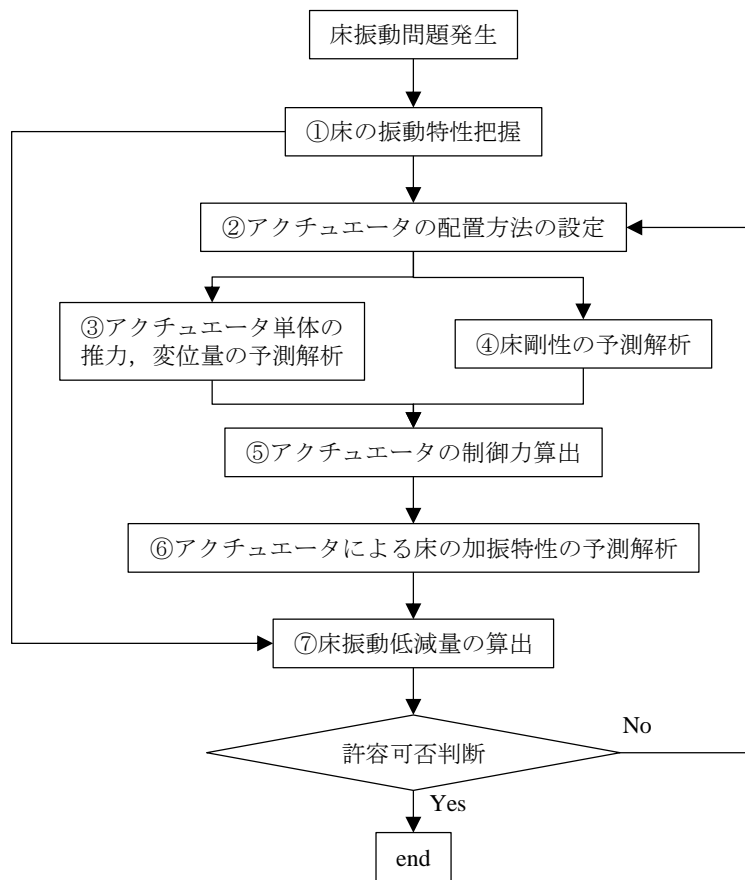 床振動問題発生
①床の振動特性把握
②アクチュエータの配置方法の設定
③アクチュエータ単体の
推力，変位量の予測解析
④床剛性の予測解析
⑤アクチュエータの制御力算出
⑥アクチュエータによる床の加振特性の予測解析
⑦床振動低減量の算出
許容可否判断
No
Yes
end